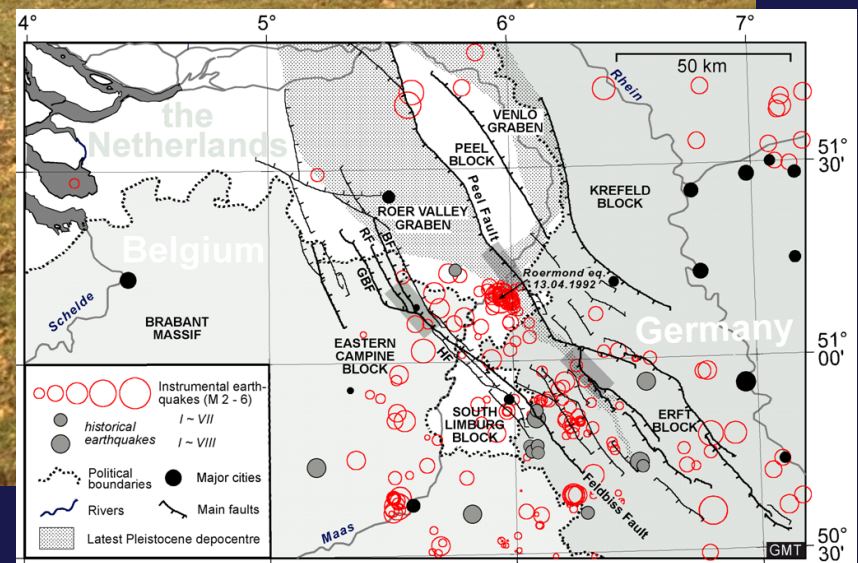 4°
5°
6°
7°
50 km
Rhein
the
Netherlands
VENLO
GRABEN
PEEL
BLOCK
51°
30'
Peel Fault
KREFELD
BLOCK
ROER VALLEY
GRABEN
RF
BF
GBF
Belgium
Roermond eq.
13.04.1992
Schelde
BRABANT
MASSIF
Germany
EASTERN
CAMPINE
BLOCK
HF
51°
00'
SOUTH
LIMBURG
BLOCK
ERFT
BLOCK
Feldbiss Fault
Maas
50°
30'
GMT
Instrumental earth-
quakes (M 2 - 6)
historical
earthquakes
I ~ VII
I ~ VIII
Political
boundaries
Major cities
Rivers
Main faults
Latest Pleistocene depocentre